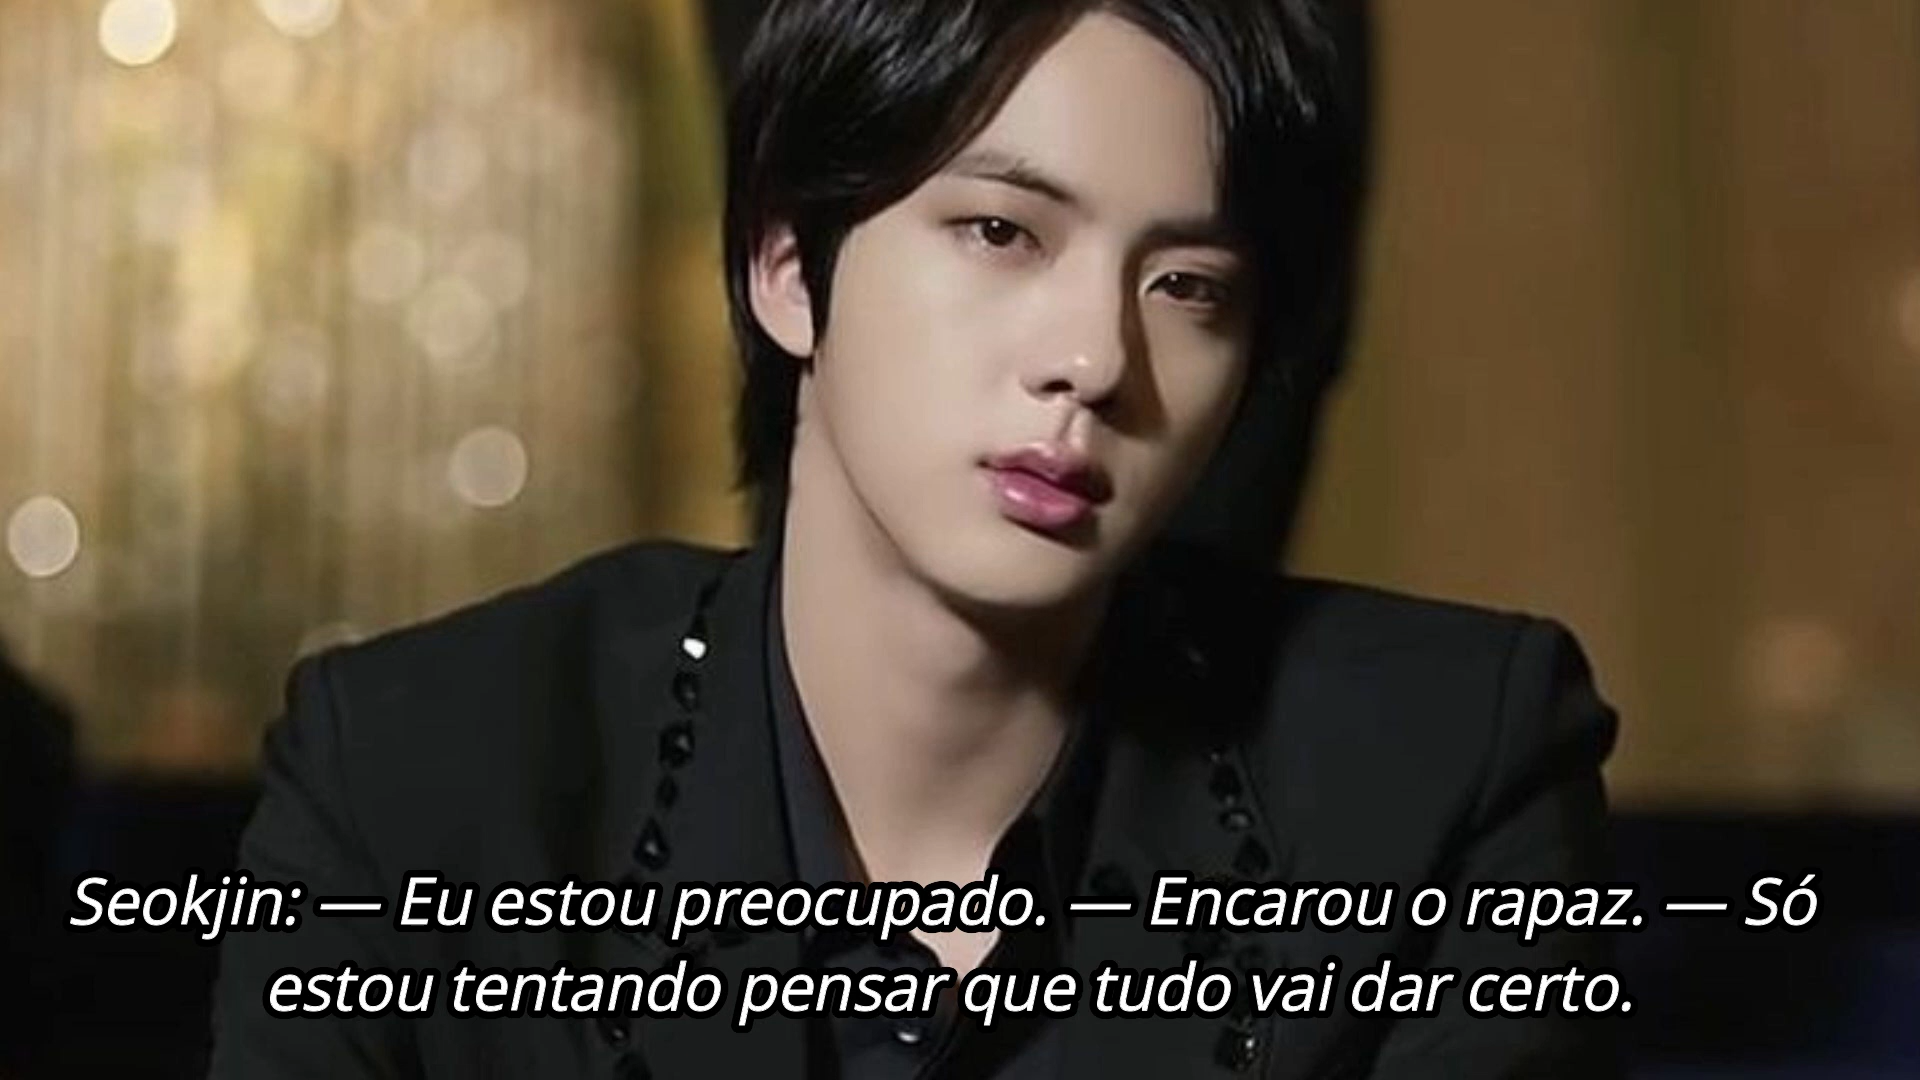 Seokjin: — Eu estou preocupado. — Encarou o rapaz. — Só
estou tentando pensar que tudo vai dar certo.